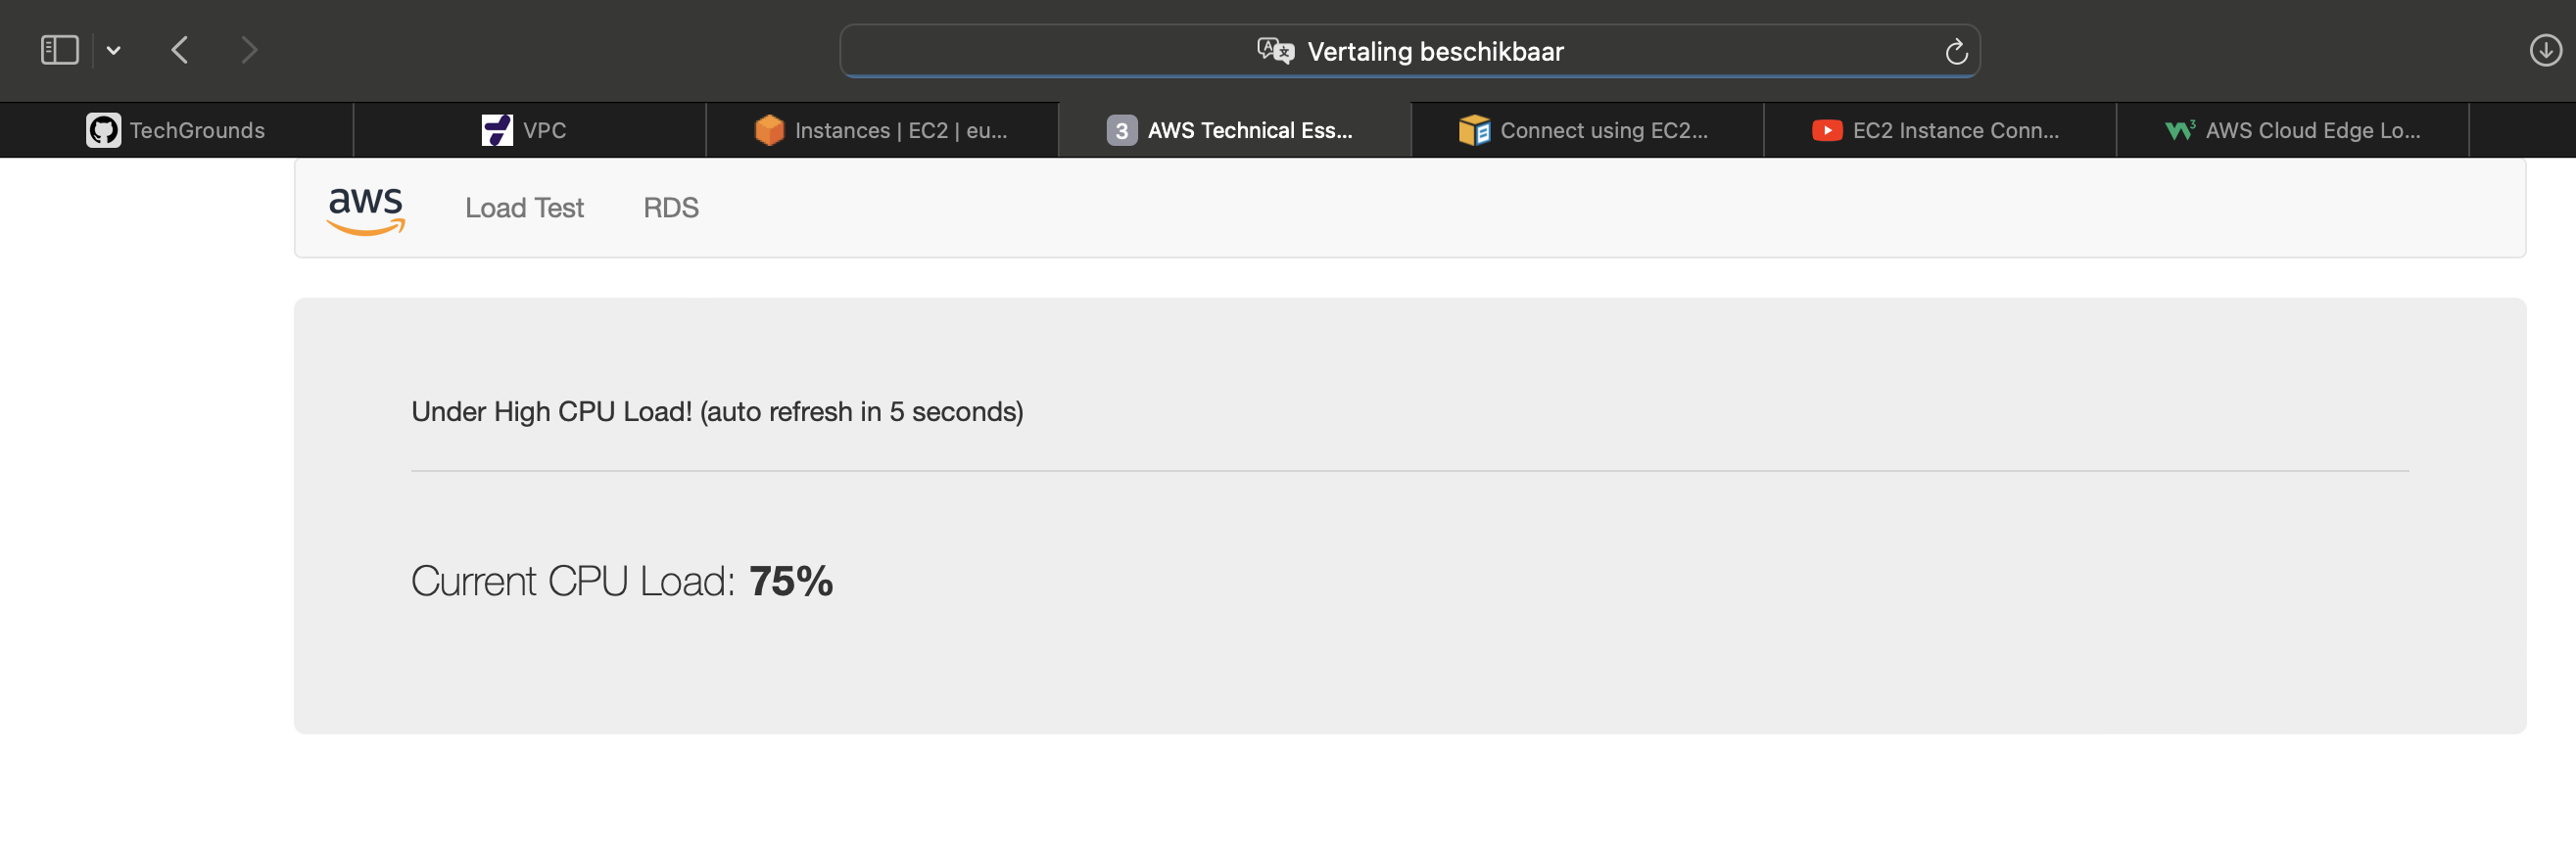 Vertaling beschikbaar
TechGrounds
VPC
Instances | EC2 | eu...
3 AWS Technical Ess...
Connect using EC2...
EC2 Instance Conn...
AWS Cloud Edge Lo...
aws Load Test RDS
Under High CPU Load! (auto refresh in 5 seconds)
Current CPU Load: 75%